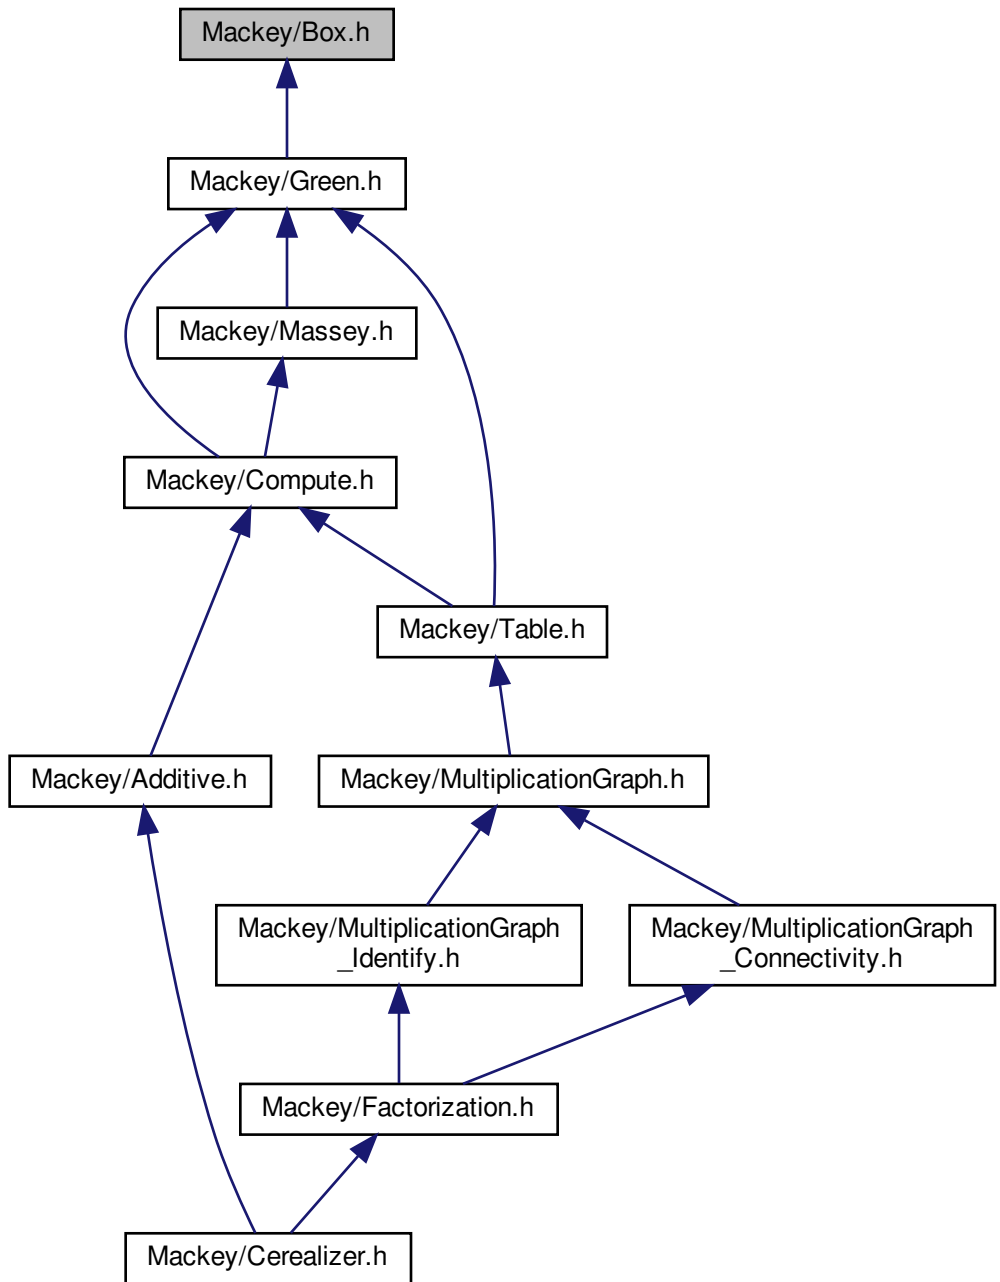 Mackey/Box.h
Mackey/Green.h
Mackey/Massey.h
Mackey/Compute.h
Mackey/Table.h
Mackey/Additive.h
Mackey/MultiplicationGraph.h
Mackey/MultiplicationGraph
_Identify.h
Mackey/MultiplicationGraph
_Connectivity.h
Mackey/Factorization.h
Mackey/Cerealizer.h